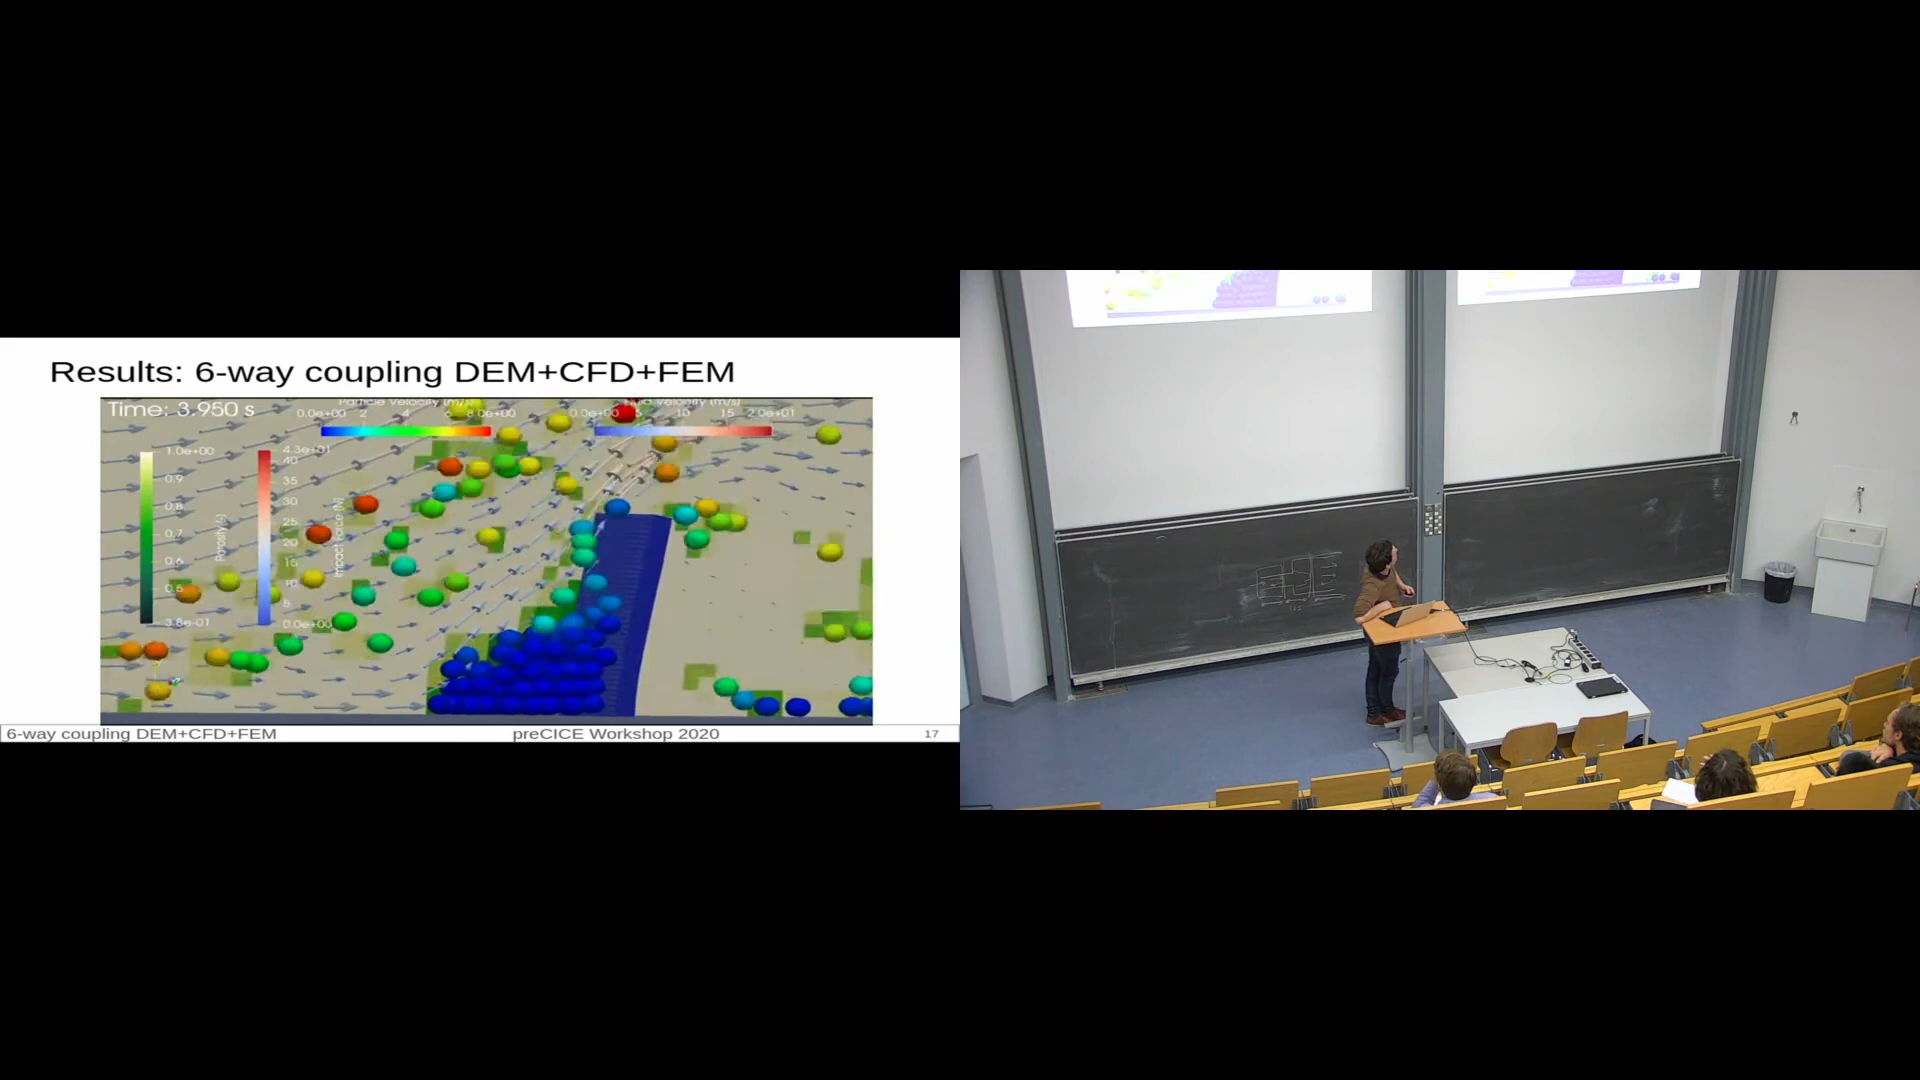 Results: 6-way coupling DEM+CFD+FEM
Time: 3.950 s
Particle Velocity (m/s)
0.0e+00 2 4 6 8.0e+00
Fluid Velocity (m/s)
0.0e+00 5 10 15 2.0e+01
1.0e+00
0.9
0.8
0.7
0.6
0.5
3.8e-01
Porosity (-)
4.3e+01
40
35
30
25
20
15
10
5
0.0e+00
Impact Force (N)
6-way coupling DEM+CFD+FEM
preCICE Workshop 2020
17